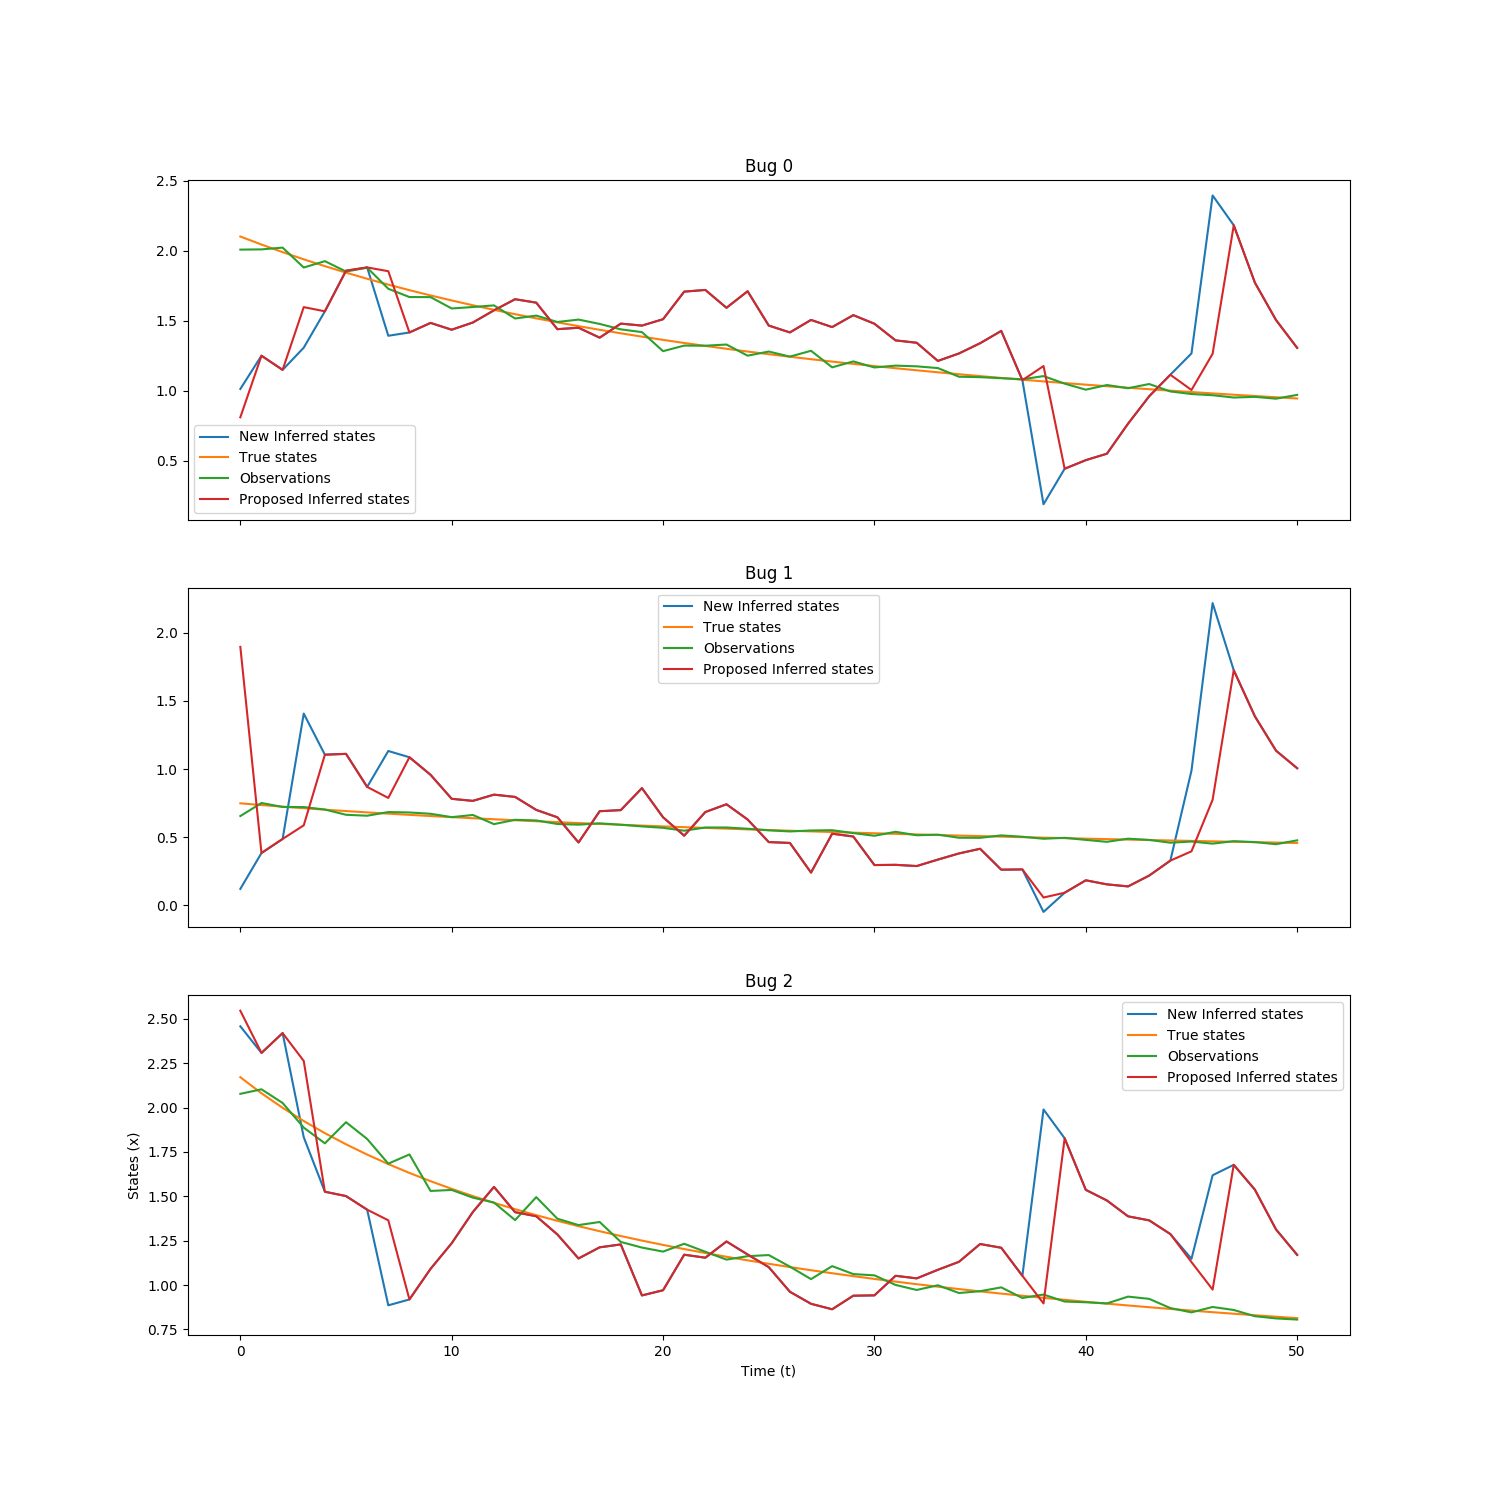 Bug 0
2.5
2.0
1.5
1.0
0.5
New Inferred states
True states
Observations
Proposed Inferred states
Bug 1
2.0
1.5
1.0
0.5
0.0
New Inferred states
True states
Observations
Proposed Inferred states
Bug 2
2.50
2.25
2.00
1.75
1.50
1.25
1.00
0.75
States (x)
New Inferred states
True states
Observations
Proposed Inferred states
0 10 20 30 40 50
Time (t)